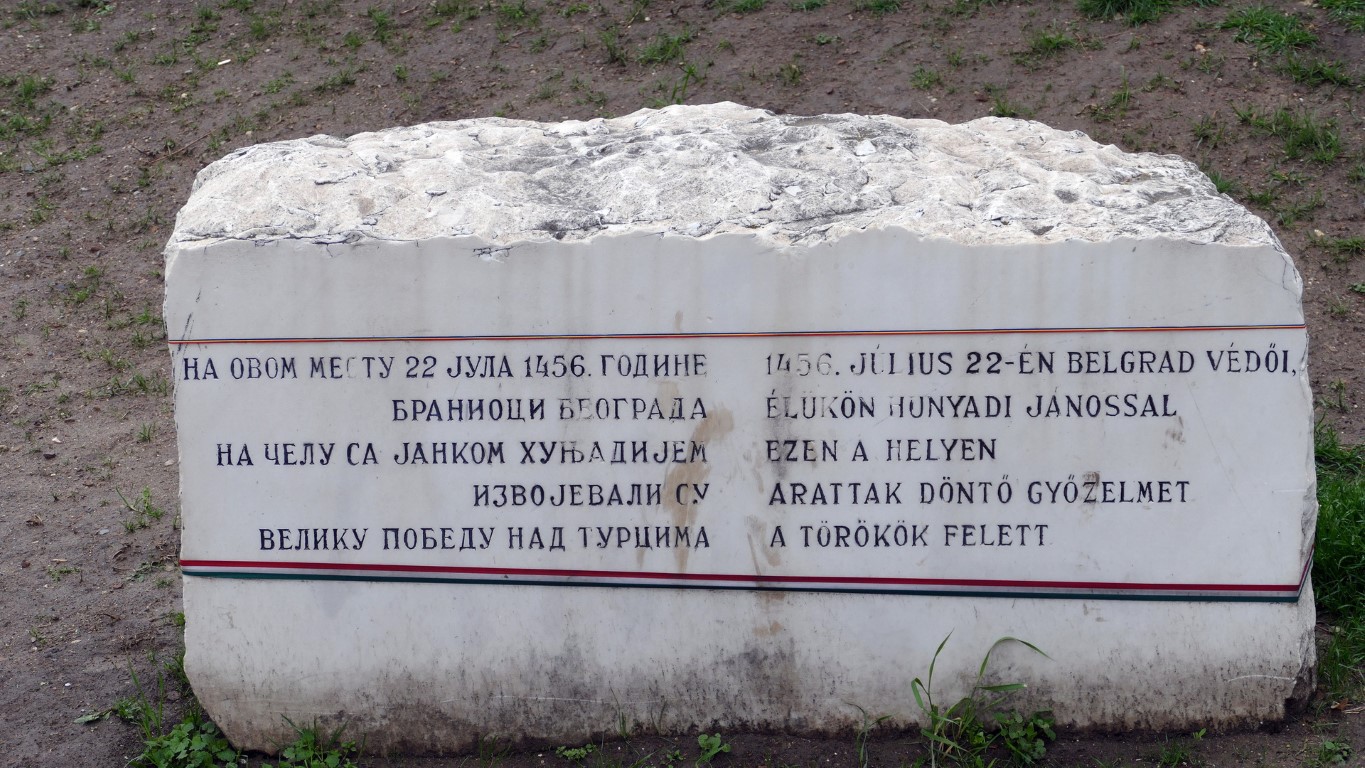 НА ОВОМ МЕСТУ 22 ЈУЛА 1456. ГОДИНЕ
БРАНИОЦИ БЕОГРАДА
НА ЧЕЛУ СА ЈАНКОМ ХУЊАДИЈЕМ
ИЗВОЈЕВАЛИ СУ
ВЕЛИКУ ПОБЕДУ НАД ТУРЦИМА
1456. JÚLIUS 22-ÉN BELGRAD VÉDŐI,
ÉLÜKÖN HUNYADI JÁNOSSAL
EZEN A HELYEN
ARATTAK DÖNTŐ GYŐZELMET
A TÖRÖKÖK FELETT